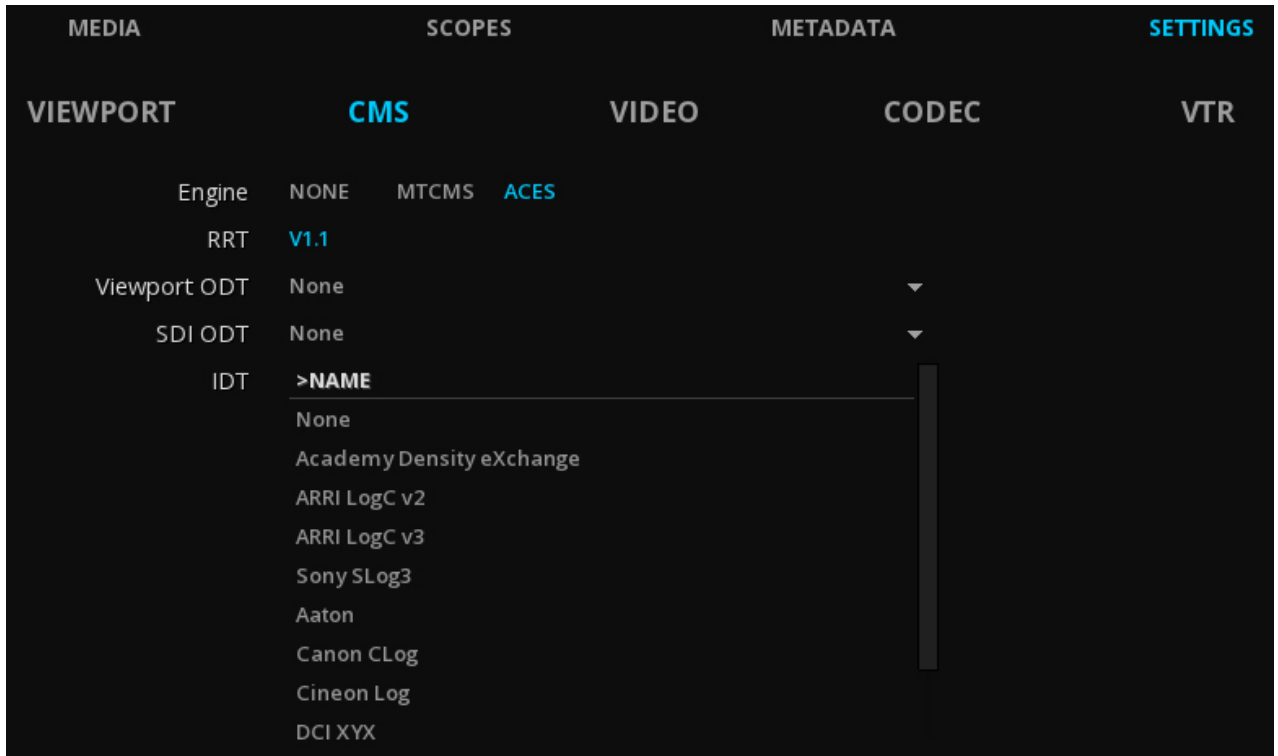 MEDIA SCOPES METADATA SETTINGS
VIEWPORT CMS VIDEO CODEC VTR
Engine NONE MTCMS ACES
RRT V1.1
Viewport ODT None
SDI ODT None
IDT >NAME
None
Academy Density eXchange
ARRI LogC v2
ARRI LogC v3
Sony SLog3
Aaton
Canon CLog
Cineon Log
DCI XYX